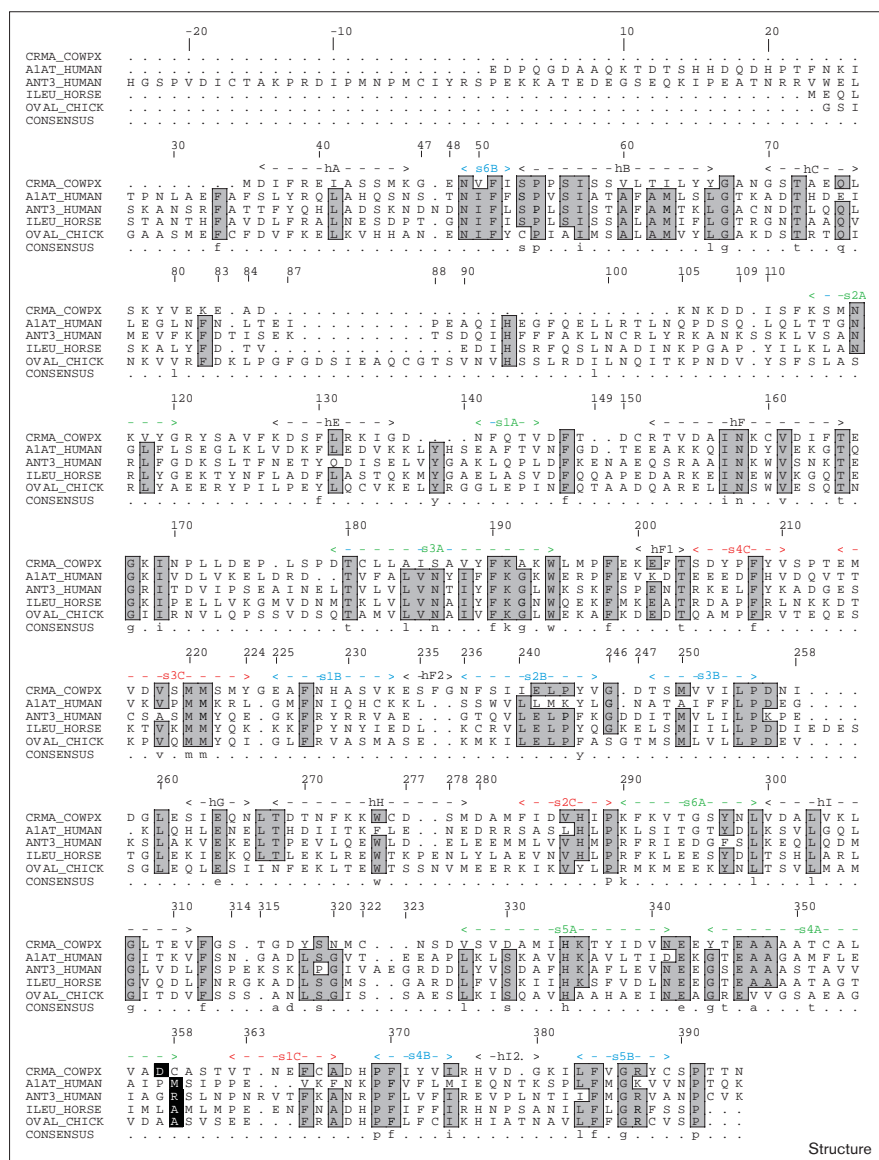 -20 -10 10 20
CRMA_COWPX ............................................
A1AT_HUMAN .........................EDPQGDAAQKTDTSHHDQDHPTFNKI
ANT3_HUMAN HGSPVDICTAKPRDIPMNPMCIYRSPEKKATEDEGSEQKIPEATNRRVWEL
ILEU_HORSE ...............................................MEQL
OVAL_CHICK ................................................GSI
CONSENSUS ...................................................
30 40 46 47 48 50 60 70
<- - - - -hA- - - - -> <- s6B- > <- - - - - - -hB- - - - - -> <- - -hC- - -
CRMA_COWPX ........MDIFREIASSMKG.ENVFISPPSISSVLTILYYGANGSTAEQL
A1AT_HUMAN TPNLAEFAFSLYRQLAHQSNS.TNIFFSPVSIATAFAMLSLGTKADTHDEI
ANT3_HUMAN SKANSRFATTFYQHLADSKNDNDNIFLSPLSISTAFAMTKLGACNDTLQQL
ILEU_HORSE STANTHFAVDLFRALNESDPT.GNIFISPLSISSALAMIFLGTRGNTAAQV
OVAL_CHICK GAASMEFCFDVFKELKVHHAN.ENIFYCPIAIMSALAMVYLGAKDSTRTQI
CONSENSUS ......f....................sp..i........lg....t..q.
80 82 83 84 87 88 90 100 105 107 109 110
<- - -s2A
CRMA_COWPX SKYVEKE.AD............................KNKDD.ISFKSMN
A1AT_HUMAN LEGLNFN.LTEI..........PEAQIHEGFQELLRTLNQPDSQ.LQLTTGN
ANT3_HUMAN MEVFKFDTISEK..........TSDQIHFFFAKLNCRLYRKANKSSKLVSAN
ILEU_HORSE SKALYFD.TV............EDIHSRFQSLNADINKPGAP.YILKLAN
OVAL_CHICK NKVVRFDKLPGFGDSIEAQCGTSVNVHSSLRDILNQITKPNDV.YSFSLAS
CONSENSUS ...l............................l..................
120 130 140 149 150 160
- - -> <- - - -hE- - - -> <- -s1A- -> <- - - - - -hF- - - - - - ->
CRMA_COWPX KVYGRYSAVFKDSFLRKIGD...NFQTVDFT..DCRTVDAINKCVDIFTE
A1AT_HUMAN GLFLSEGLKLVDKFLEDVKKLYHSEAFTVNFGD.TEEAKKQINDYVEKGTQ
ANT3_HUMAN RLFGDKSLTFNETYQDISELVYGAKLQPLDFKENAEQSRAAINKWVSNKTE
ILEU_HORSE RLYGEKTYNFLADFLASTQKMYGAELASVDFQQAPEDARKEINEWVKGQTE
OVAL_CHICK RLYAEERYPILPEYLQCVKELYRGGLEPINFQTAADQARELINSWVESQTN
CONSENSUS .............f.......y........f..........in..v...t.
170 180 190 200 210
<- - - - - - -s3A- - - - - - -> <-hF1-> <- - -s4C- - -> <- -
CRMA_COWPX GKINPLLDEP.LSPDTCLLAISAVYFKAKWLMPFEKEFTSDYPFYVSPTEM
A1AT_HUMAN GKIVDLVKELDRD..TVFALVNYIFFKGKWERPFEVKDTEEEDFHVDQVTT
ANT3_HUMAN GRITDVIPSEAINELTVLVLVNTIYFKGLWKSKFSPENTRKELFYKADGES
ILEU_HORSE GKIPELLVKGMVDNMTKLVLVNAIYFKGNWQEKFMKEATRDAPFRLNKKDT
OVAL_CHICK GIIRNVLQPSSVDSQTAMVLVNAIVFKGLWEKAFKDEDTQAMPFRVTEQES
CONSENSUS g.i............t....l.n...fkg.w...f....t....f.......
220 223 224 225 230 235 236 240 245 246 247 250 258
- - - -s3C- - - -> <- - - -s1B- - - -> <-hF2-> <- - - -s2B- - - -> <- - -s3B- - - ->
CRMA_COWPX VDVSMMSMYGEAFNHASVKESFGNFSIIELPYVG.DTSMVVILPDNI....
A1AT_HUMAN VKVPMMKRLGMFNIQHCKKL..SSWVLLMKYLG.NATAIFFLPDEG....
ANT3_HUMAN CSASMMYQE.GKFRYRRVAE...GTQVLELPFKGDDITMVLILPKPE....
ILEU_HORSE KTVKMMYQK.KKFPYNYIED..LKCRVLELPYQGKELSMIILLPDDIEDES
OVAL_CHICK KPVQMMYQI.GLFRVASMASE.KMKILELPFASGTMSMLVLLPDEV....
CONSENSUS ..v.mm.........................y....................
260 270 277 278 280 290 300
<- -hG- -> <- - - - - -hH- - - - - -> <- - -s2C- - -> <- - - - -s6A- - - - -> <- - - -hI- -
CRMA_COWPX DGLESIEQNLTDTNFKKWCD..SMDAMFIDVHIPKFKVTGSYNLVDALVKL
A1AT_HUMAN .KLQHLENELTHDIITKFLE..NEDRRSASLHLPKLSITGTYDLKSVLGQL
ANT3_HUMAN KSLAKVEKELTPEVLQEWLD..ELEEMMLVVHMPRFRIEDGFSLKEQLQDM
ILEU_HORSE TGLEKIEKQLTLEKLREWTKPENLYLAEVNVHLPRFKLEESYDLTSHLARL
OVAL_CHICK SGLEQLESIINFEKLTEWTSSNVMEERKIKVYLPRMKMEEKYNLTSVLMAM
CONSENSUS ......e..........w...............Pk.......l...l....
310 313 314 315 320 322 323 330 340 350
<- - - - - - -s5A- - - - - - -> <- - - - - -s4A- -
CRMA_COWPX GLTEVFGS.TGDYSNMC..NSDVSVDAMIHKTYIDVNEEYTEAAAATCAL
A1AT_HUMAN GITKVFSN.GADLSGVT..EEAPLKLSKAVHKAVLTIDEKGTEAAGAMFLE
ANT3_HUMAN GLVDLFSPEKSKLPGIVAEGRDDLYVSDAFHKAFLEVNEEGSEAAASTAVV
ILEU_HORSE GVQDLFNRGKADLSGMS..GARDLFVSKIIHKSFVDLNEEGTEAAAATAGT
OVAL_CHICK GITDVFSSS.ANLSGIS..SAESLKISQAVHAAHAEINEAGREVVGSAEAG
CONSENSUS g....f.....ads.........l..s...h.......egta..t....
358 363 370 380 390
- - -> <- - -s1C- - -> <- -s4B- -> <- -hI2.-> <- -s5B- - ->
CRMA_COWPX VADCASTVT.NEFCADHPFIYVIRHVD.GKILFVGRYCSPTTN
A1AT_HUMAN AIPMSIPPE...VKFNKPFVFLMIEQNTKSPLFMGKVVNPTQK
ANT3_HUMAN IAGRSLNPNRVTFKANRPFLVFIREVPLNTIIFMGRVANPCVK
ILEU_HORSE IMLAMLMPE.ENFNADHPFIFFIRHNPSANILFLGRFSSP...
OVAL_CHICK VDAASVSEE...FRADHPFLFCIKHIATNAVLFFGRCVSP...
CONSENSUS .................pf...i.........lf.g....p...
Structure